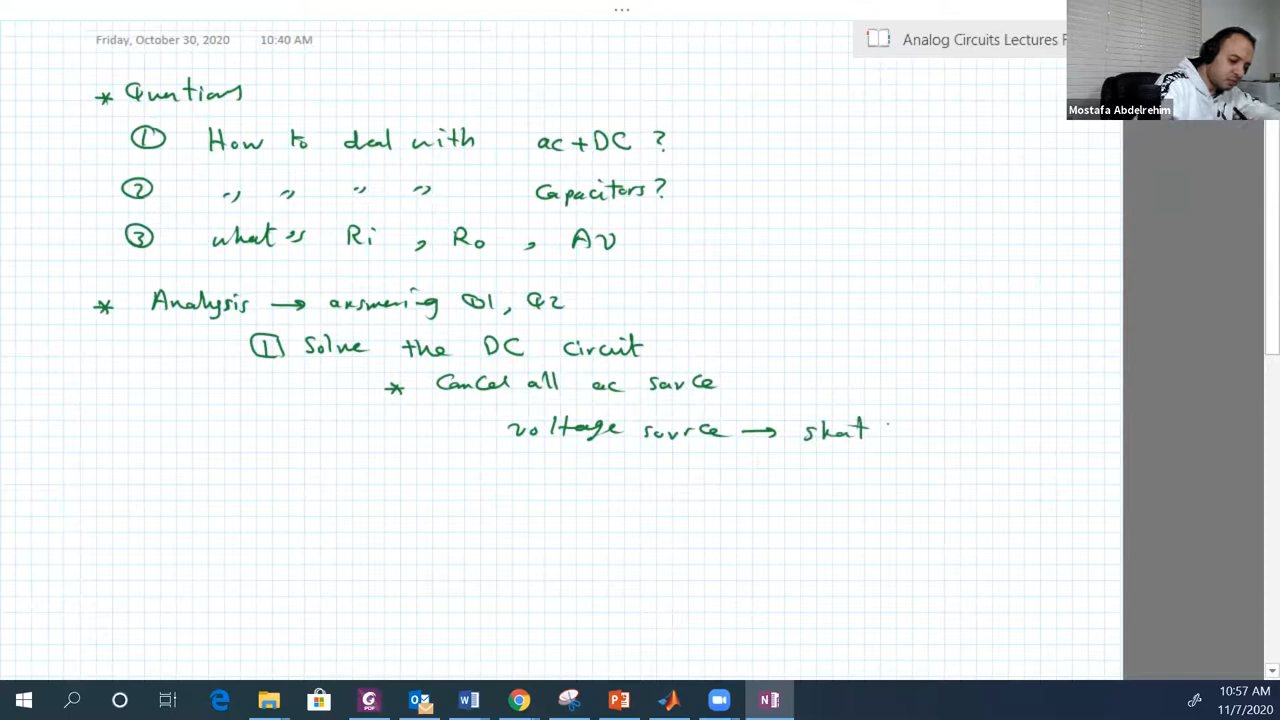 ...
Friday, October 30, 2020 10:40 AM
Analog Circuits Lectures F
Mostafa Abdelrehim
* Questions
① How to deal with ac + DC ?
② " " " " Capacitors ?
③ what is Ri , Ro , Av
* Analysis → answering Q1, Q2
① Solve the DC circuit
* Cancel all ac source
voltage source → short
10:57 AM
11/7/2020